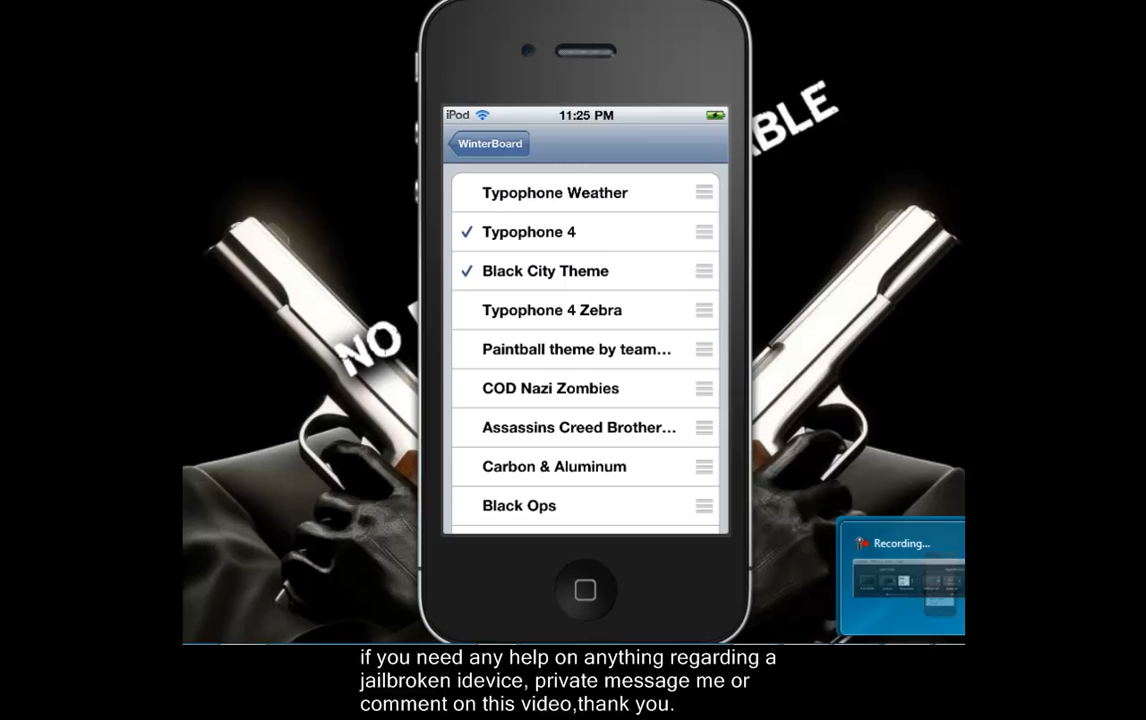 iPod
11:25 PM
WinterBoard
ABLE
Typophone Weather
Typophone 4
Black City Theme
Typophone 4 Zebra
NO
Paintball theme by team...
COD Nazi Zombies
Assassins Creed Brother...
Carbon & Aluminum
Black Ops
Recording...
if you need any help on anything regarding a
jailbroken idevice, private message me or
comment on this video,thank you.